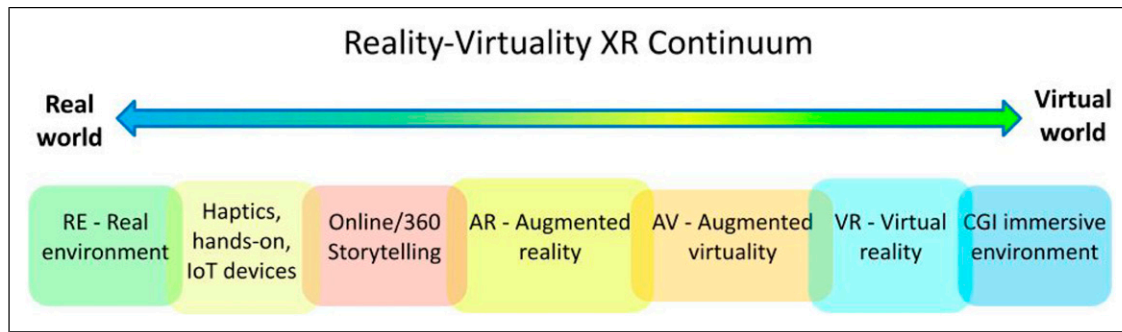 Reality-Virtuality XR Continuum
Real
world
Virtual
world
RE - Real
environment
Haptics,
hands-on,
IoT devices
Online/360
Storytelling
AR - Augmented
reality
AV - Augmented
virtuality
VR - Virtual
reality
CGI immersive
environment